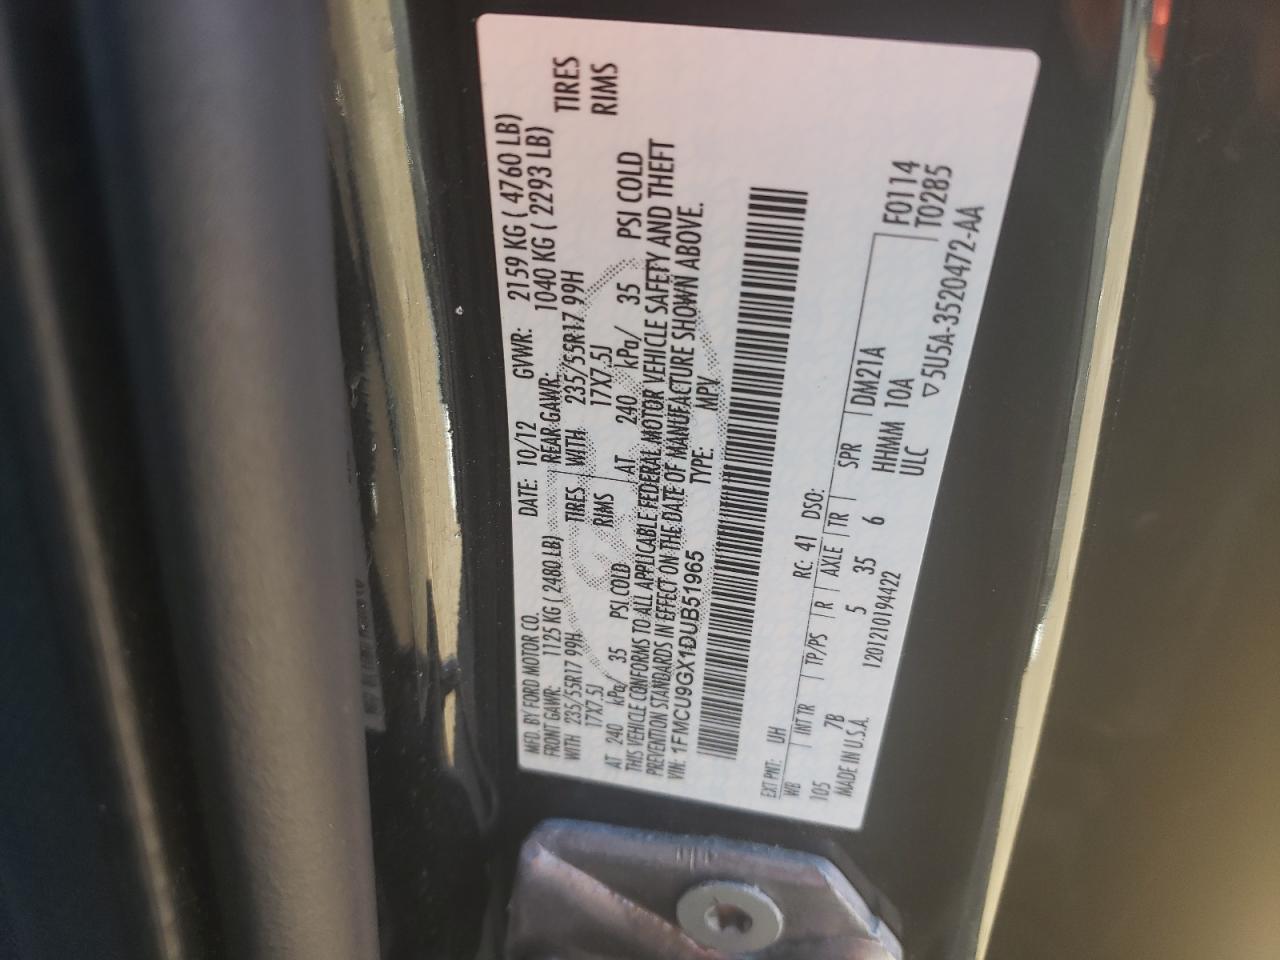 MFD. BY FORD MOTOR CO. DATE: 10/12 GVWR: 2159 KG ( 4760 LB)
FRONT GAWR: 1125 KG ( 2480 LB) REAR GAWR: 1040 KG ( 2293 LB)
WITH 235/55R17 99H TIRES WITH 235/55R17 99H TIRES
17X7.5J RIMS 17X7.5J RIMS
AT 240 kPa/ 35 PSI COLD AT 240 kPa/ 35 PSI COLD
THIS VEHICLE CONFORMS TO ALL APPLICABLE FEDERAL MOTOR VEHICLE SAFETY AND THEFT
PREVENTION STANDARDS IN EFFECT ON THE DATE OF MANUFACTURE SHOWN ABOVE.
VIN: 1FMCU9GX1DUB51965 TYPE: MPV
EXT PNT: UH RC: 41 DSO:
WB INT TR TP/PS R AXLE TR SPR DM21A F0114
105 7B 5 35 6 HHMM 10A T0285
MADE IN U.S.A. 1201210194422 ULC ▽5U5A-3520472-AA